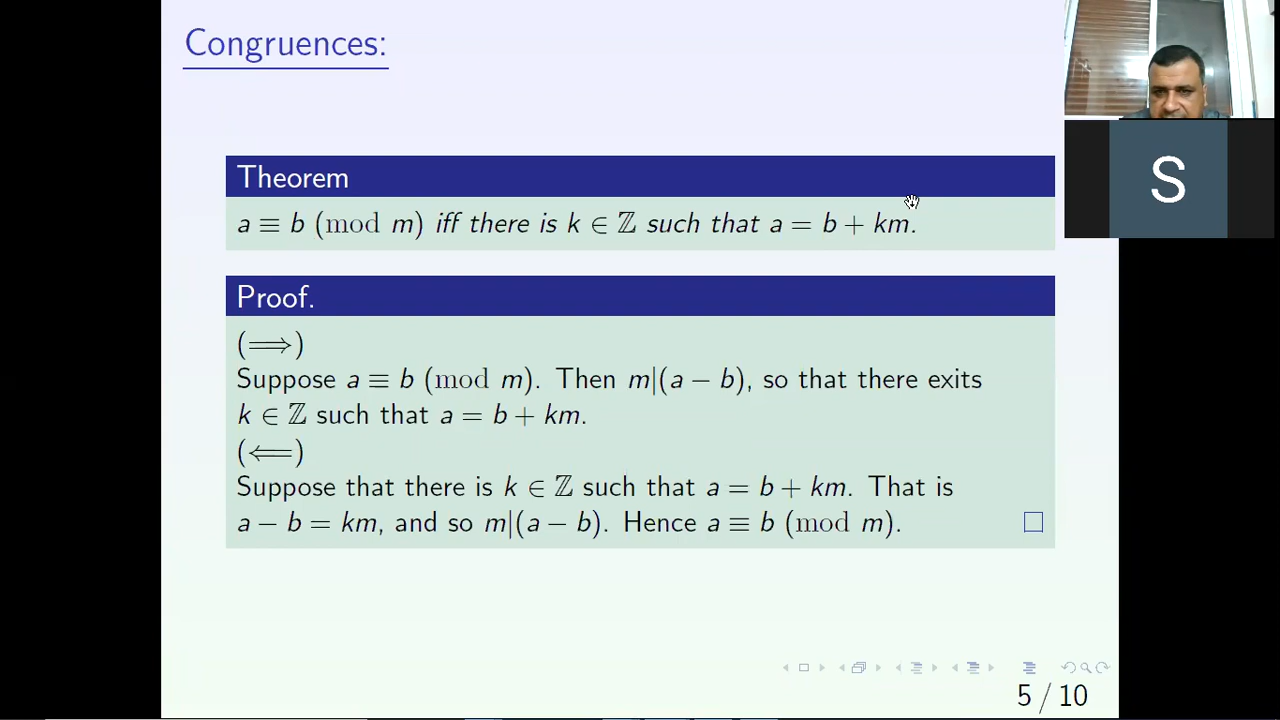 Congruences:
Theorem
a ≡ b (mod m) iff there is k ∈ ℤ such that a = b + km.
Proof.
(⟹)
Suppose a ≡ b (mod m). Then m|(a − b), so that there exits
k ∈ ℤ such that a = b + km.
(⟸)
Suppose that there is k ∈ ℤ such that a = b + km. That is
a − b = km, and so m|(a − b). Hence a ≡ b (mod m). □
5 / 10
S